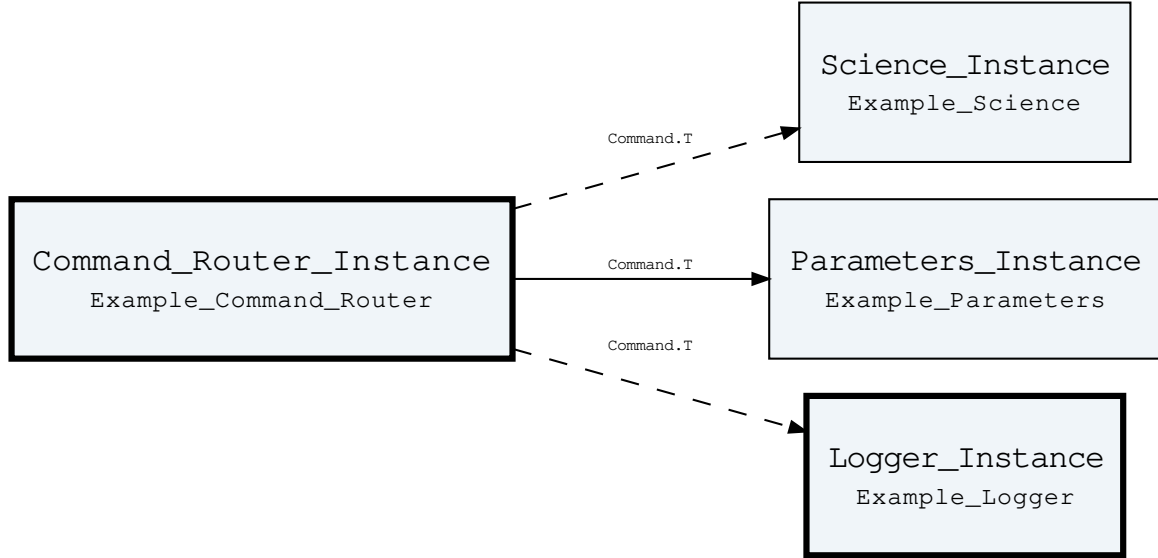 Science_Instance
Example_Science
Command.T
Command_Router_Instance
Example_Command_Router
Command.T
Parameters_Instance
Example_Parameters
Command.T
Logger_Instance
Example_Logger